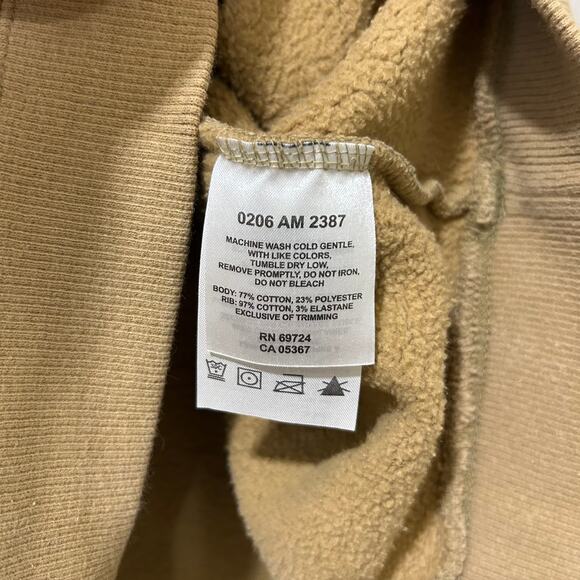 0206 AM 2387
MACHINE WASH COLD GENTLE,
WITH LIKE COLORS,
TUMBLE DRY LOW,
REMOVE PROMPTLY, DO NOT IRON,
DO NOT BLEACH
BODY: 77% COTTON, 23% POLYESTER
RIB: 97% COTTON, 3% ELASTANE
EXCLUSIVE OF TRIMMING
RN 69724
CA 05367